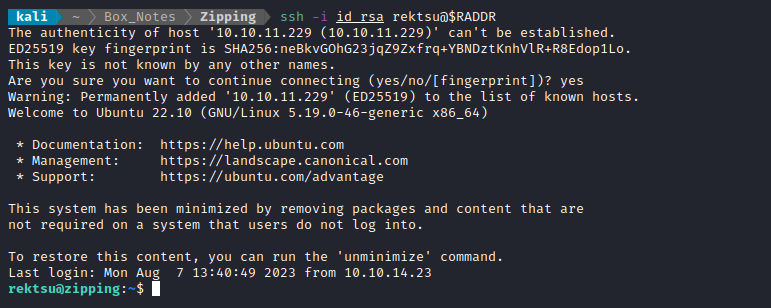 kali ~ Box_Notes Zipping ssh -i id_rsa rektsu@$RADDR
The authenticity of host '10.10.11.229 (10.10.11.229)' can't be established.
ED25519 key fingerprint is SHA256:neBkvGOhG23jqZ9Zxfrq+YBNDztKnhVlR+R8Edop1Lo.
This key is not known by any other names.
Are you sure you want to continue connecting (yes/no/[fingerprint])? yes
Warning: Permanently added '10.10.11.229' (ED25519) to the list of known hosts.
Welcome to Ubuntu 22.10 (GNU/Linux 5.19.0-46-generic x86_64)
* Documentation: https://help.ubuntu.com
* Management: https://landscape.canonical.com
* Support: https://ubuntu.com/advantage
This system has been minimized by removing packages and content that are
not required on a system that users do not log into.
To restore this content, you can run the 'unminimize' command.
Last login: Mon Aug 7 13:40:49 2023 from 10.10.14.23
rektsu@zipping:~$